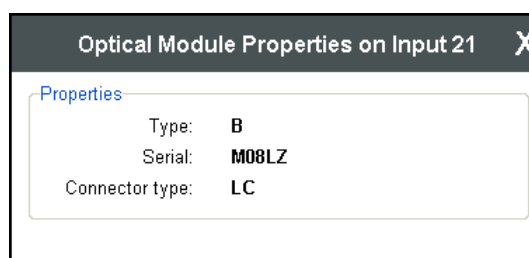 Optical Module Properties on Input 21 X
Properties
Type: B
Serial: M08LZ
Connector type: LC